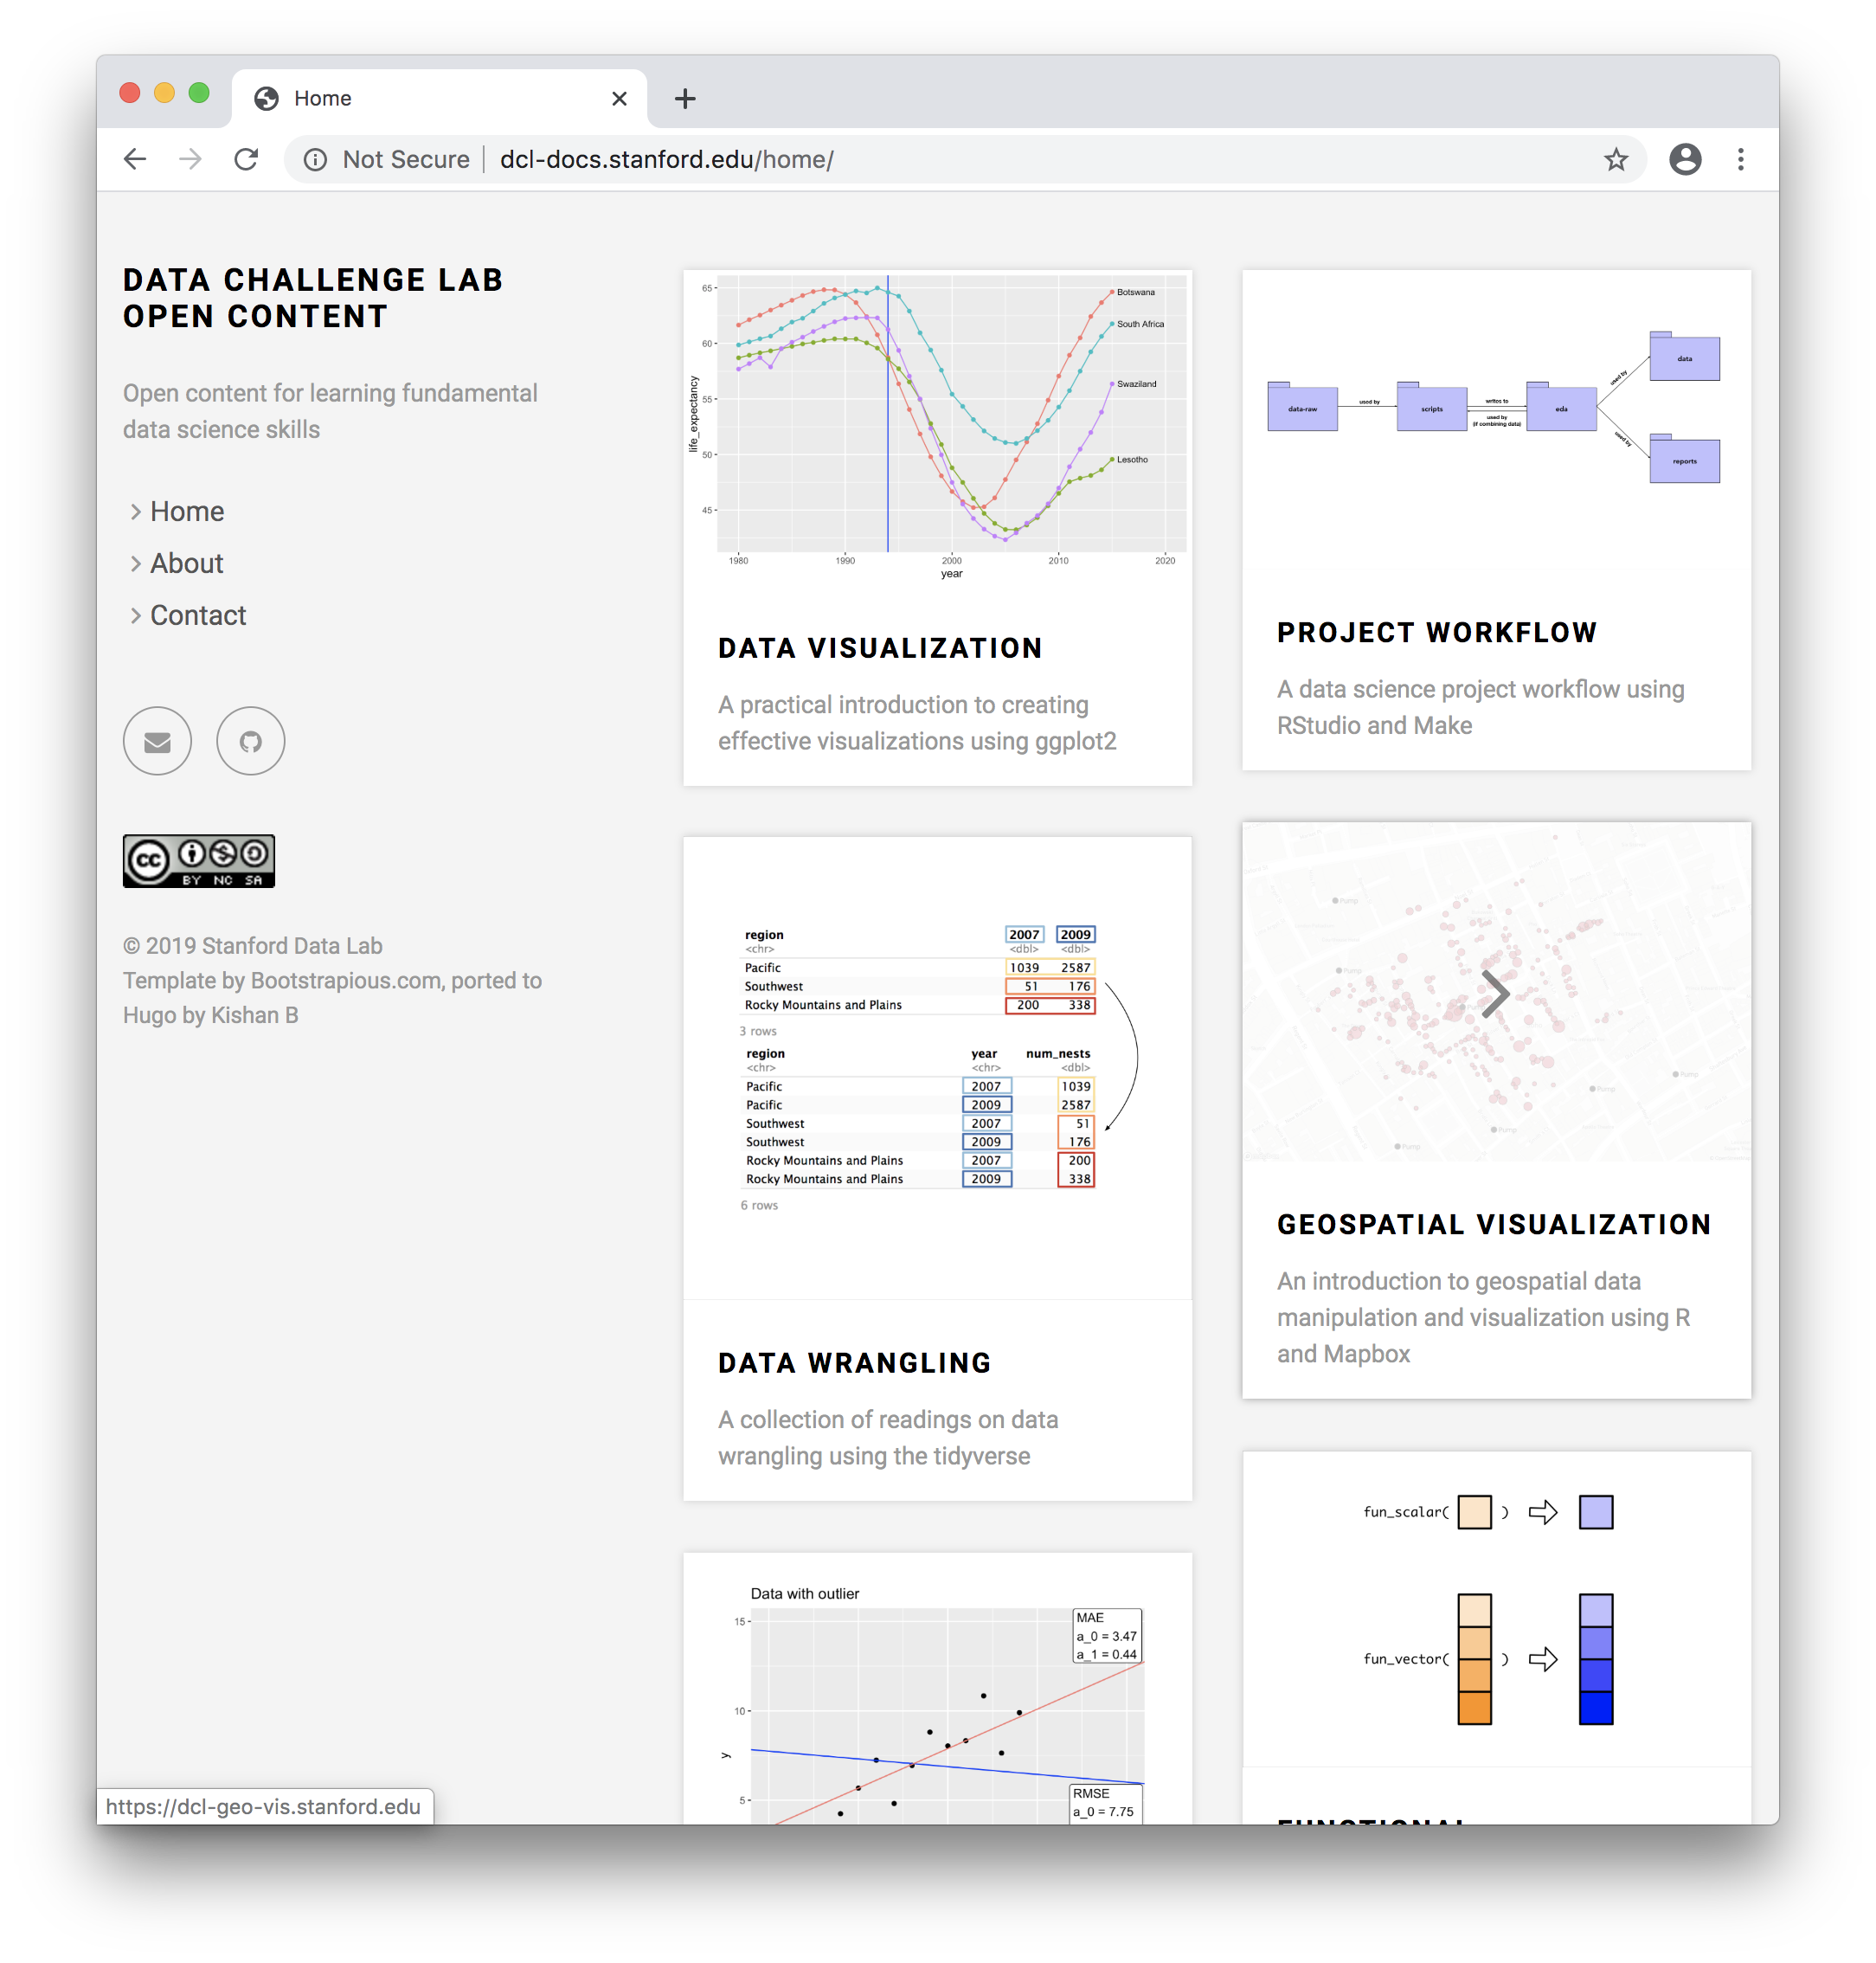 Home
Not Secure | dcl-docs.stanford.edu/home/
DATA CHALLENGE LAB
OPEN CONTENT
Open content for learning fundamental
data science skills
Home
About
Contact
CC BY NC SA
© 2019 Stanford Data Lab
Template by Bootstrapious.com, ported to
Hugo by Kishan B
https://dcl-geo-vis.stanford.edu
65
60
55
50
45
life_expectancy
Botswana
South Africa
Swaziland
Lesotho
1980 1990 2000 2010 2020
year
DATA VISUALIZATION
A practical introduction to creating
effective visualizations using ggplot2
region 2007 2009
<chr> <dbl> <dbl>
Pacific 1039 2587
Southwest 51 176
Rocky Mountains and Plains 200 338
3 rows
region year num_nests
<chr> <chr> <dbl>
Pacific 2007 1039
Pacific 2009 2587
Southwest 2007 51
Southwest 2009 176
Rocky Mountains and Plains 2007 200
Rocky Mountains and Plains 2009 338
6 rows
DATA WRANGLING
A collection of readings on data
wrangling using the tidyverse
Data with outlier
15
10
5
y
MAE
a_0 = 3.47
a_1 = 0.44
RMSE
a_0 = 7.75
data-raw
used by
scripts
writes to
used by
(if combining data)
eda
used by
data
used by
reports
PROJECT WORKFLOW
A data science project workflow using
RStudio and Make
Pump
Pump
Pump
Pump
Pump
Pump
Pump
GEOSPATIAL VISUALIZATION
An introduction to geospatial data
manipulation and visualization using R
and Mapbox
fun_scalar( )
fun_vector( )
FUNCTIONAL